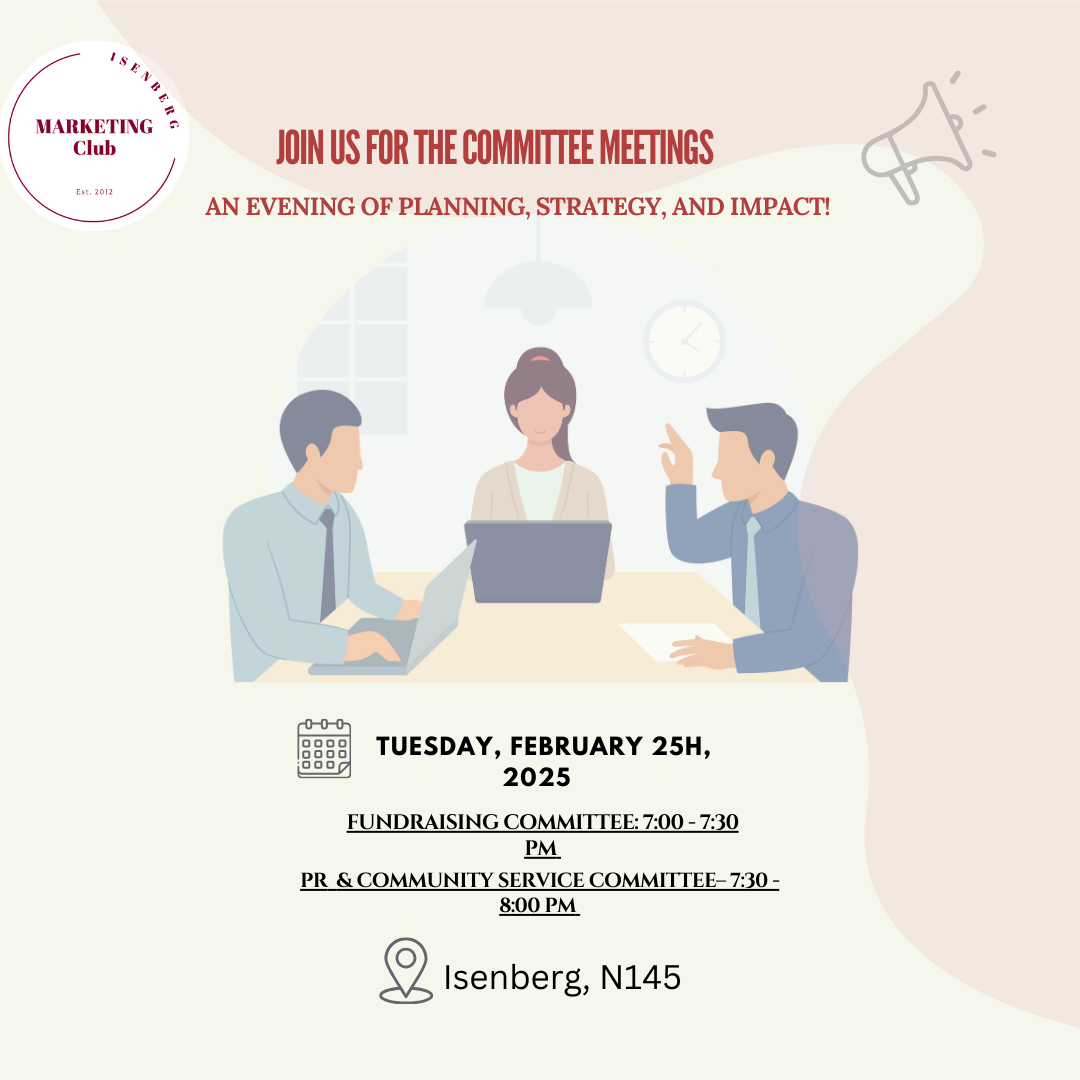 ISENBERG
MARKETING
Club
Est. 2012
JOIN US FOR THE COMMITTEE MEETINGS
AN EVENING OF PLANNING, STRATEGY, AND IMPACT!
TUESDAY, FEBRUARY 25H,
2025
FUNDRAISING COMMITTEE: 7:00 - 7:30
PM
PR & COMMUNITY SERVICE COMMITTEE– 7:30 -
8:00 PM
Isenberg, N145